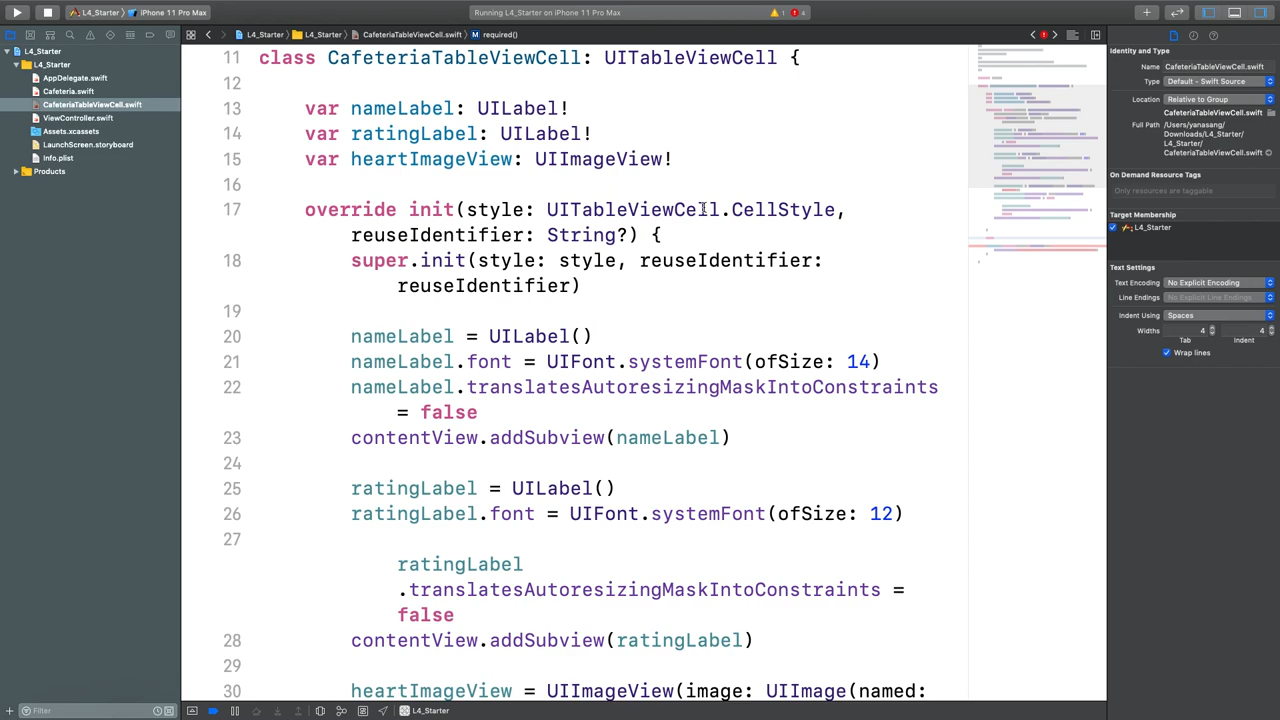 L4_Starter
iPhone 11 Pro Max
Running L4_Starter on iPhone 11 Pro Max
1
4
L4_Starter
L4_Starter
CafeteriaTableViewCell.swift
required()
L4_Starter
L4_Starter
AppDelegate.swift
Cafeteria.swift
CafeteriaTableViewCell.swift
ViewController.swift
Assets.xcassets
LaunchScreen.storyboard
Info.plist
Products
11 class CafeteriaTableViewCell: UITableViewCell {
12
13 var nameLabel: UILabel!
14 var ratingLabel: UILabel!
15 var heartImageView: UIImageView!
16
17 override init(style: UITableViewCell.CellStyle,
reuseIdentifier: String?) {
18 super.init(style: style, reuseIdentifier:
reuseIdentifier)
19
20 nameLabel = UILabel()
21 nameLabel.font = UIFont.systemFont(ofSize: 14)
22 nameLabel.translatesAutoresizingMaskIntoConstraints
= false
23 contentView.addSubview(nameLabel)
24
25 ratingLabel = UILabel()
26 ratingLabel.font = UIFont.systemFont(ofSize: 12)
27
ratingLabel
.translatesAutoresizingMaskIntoConstraints =
false
28 contentView.addSubview(ratingLabel)
29
30 heartImageView = UIImageView(image: UIImage(named:
Identity and Type
Name CafeteriaTableViewCell.swift
Type Default - Swift Source
Location Relative to Group
CafeteriaTableViewCell.swift
Full Path /Users/jasang/
Downloads/L4_Starter/
L4_Starter/
CafeteriaTableViewCell.swift
On Demand Resource Tags
Only resources are taggable
Target Membership
L4_Starter
Text Settings
Text Encoding No Explicit Encoding
Line Endings No Explicit Line Endings
Indent Using Spaces
Widths 4 4
Tab Indent
Wrap lines
Filter
L4_Starter